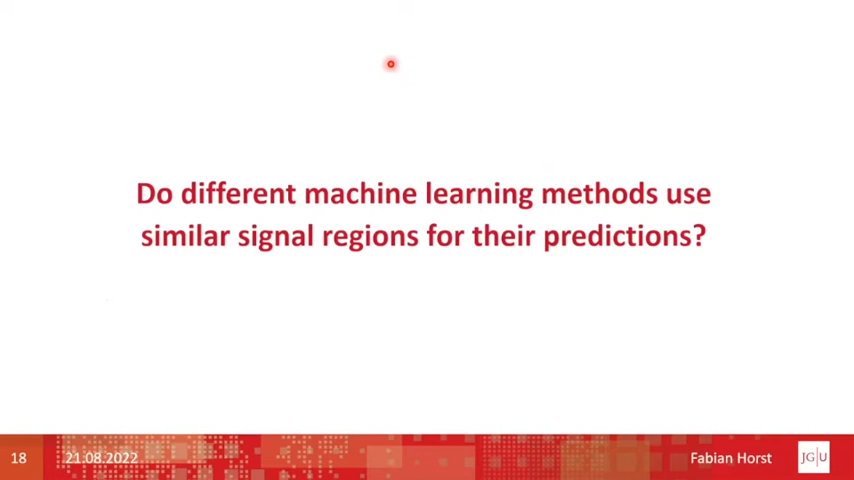 Do different machine learning methods use
similar signal regions for their predictions?
18
21.08.2022
Fabian Horst
JG|U